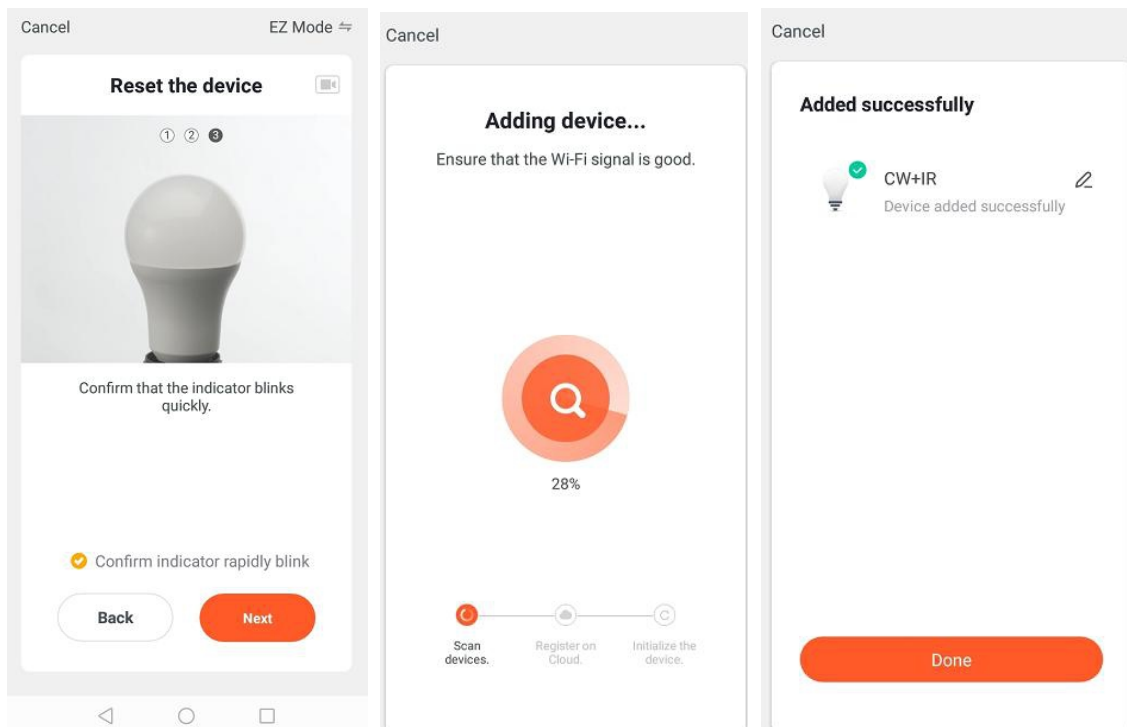 Cancel
EZ Mode
Reset the device
1 2 3
Confirm that the indicator blinks
quickly.
Confirm indicator rapidly blink
Back
Next
Cancel
Adding device...
Ensure that the Wi-Fi signal is good.
28%
Scan
devices.
Register on
Cloud.
Initialize the
device.
Cancel
Added successfully
CW+IR
Device added successfully
Done